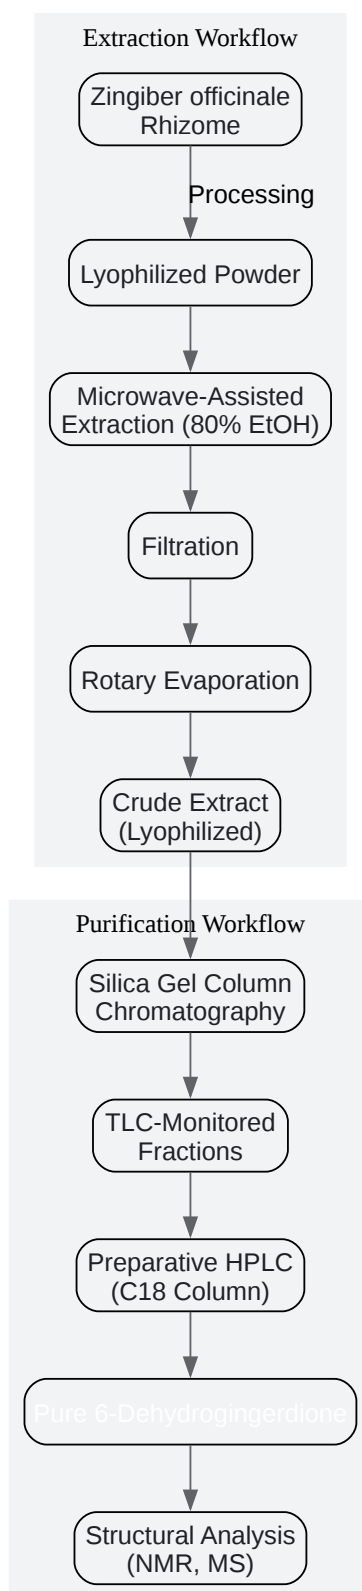 Extraction Workflow
Zingiber officinale
Rhizome
Processing
Lyophilized Powder
Microwave-Assisted
Extraction (80% EtOH)
Filtration
Rotary Evaporation
Crude Extract
(Lyophilized)
Purification Workflow
Silica Gel Column
Chromatography
TLC-Monitored
Fractions
Preparative HPLC
(C18 Column)
Pure 6-Dehydrogingerdione
Structural Analysis
(NMR, MS)